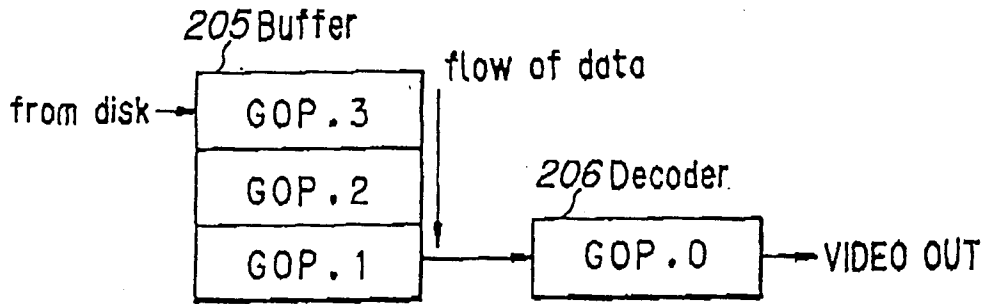 205 Buffer
flow of data
from disk
GOP.3
GOP.2
206 Decoder
GOP.1
GOP.0
VIDEO OUT